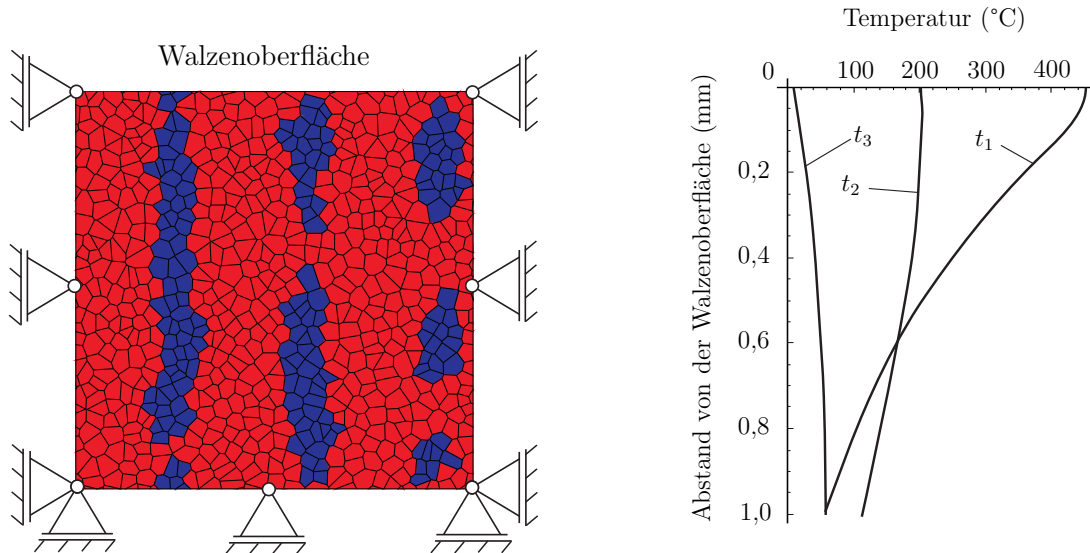 Walzenoberfläche
Temperatur (°C)
0 100 200 300 400
Abstand von der Walzenoberfläche (mm)
0,2
0,4
0,6
0,8
1,0
t3
t2
t1